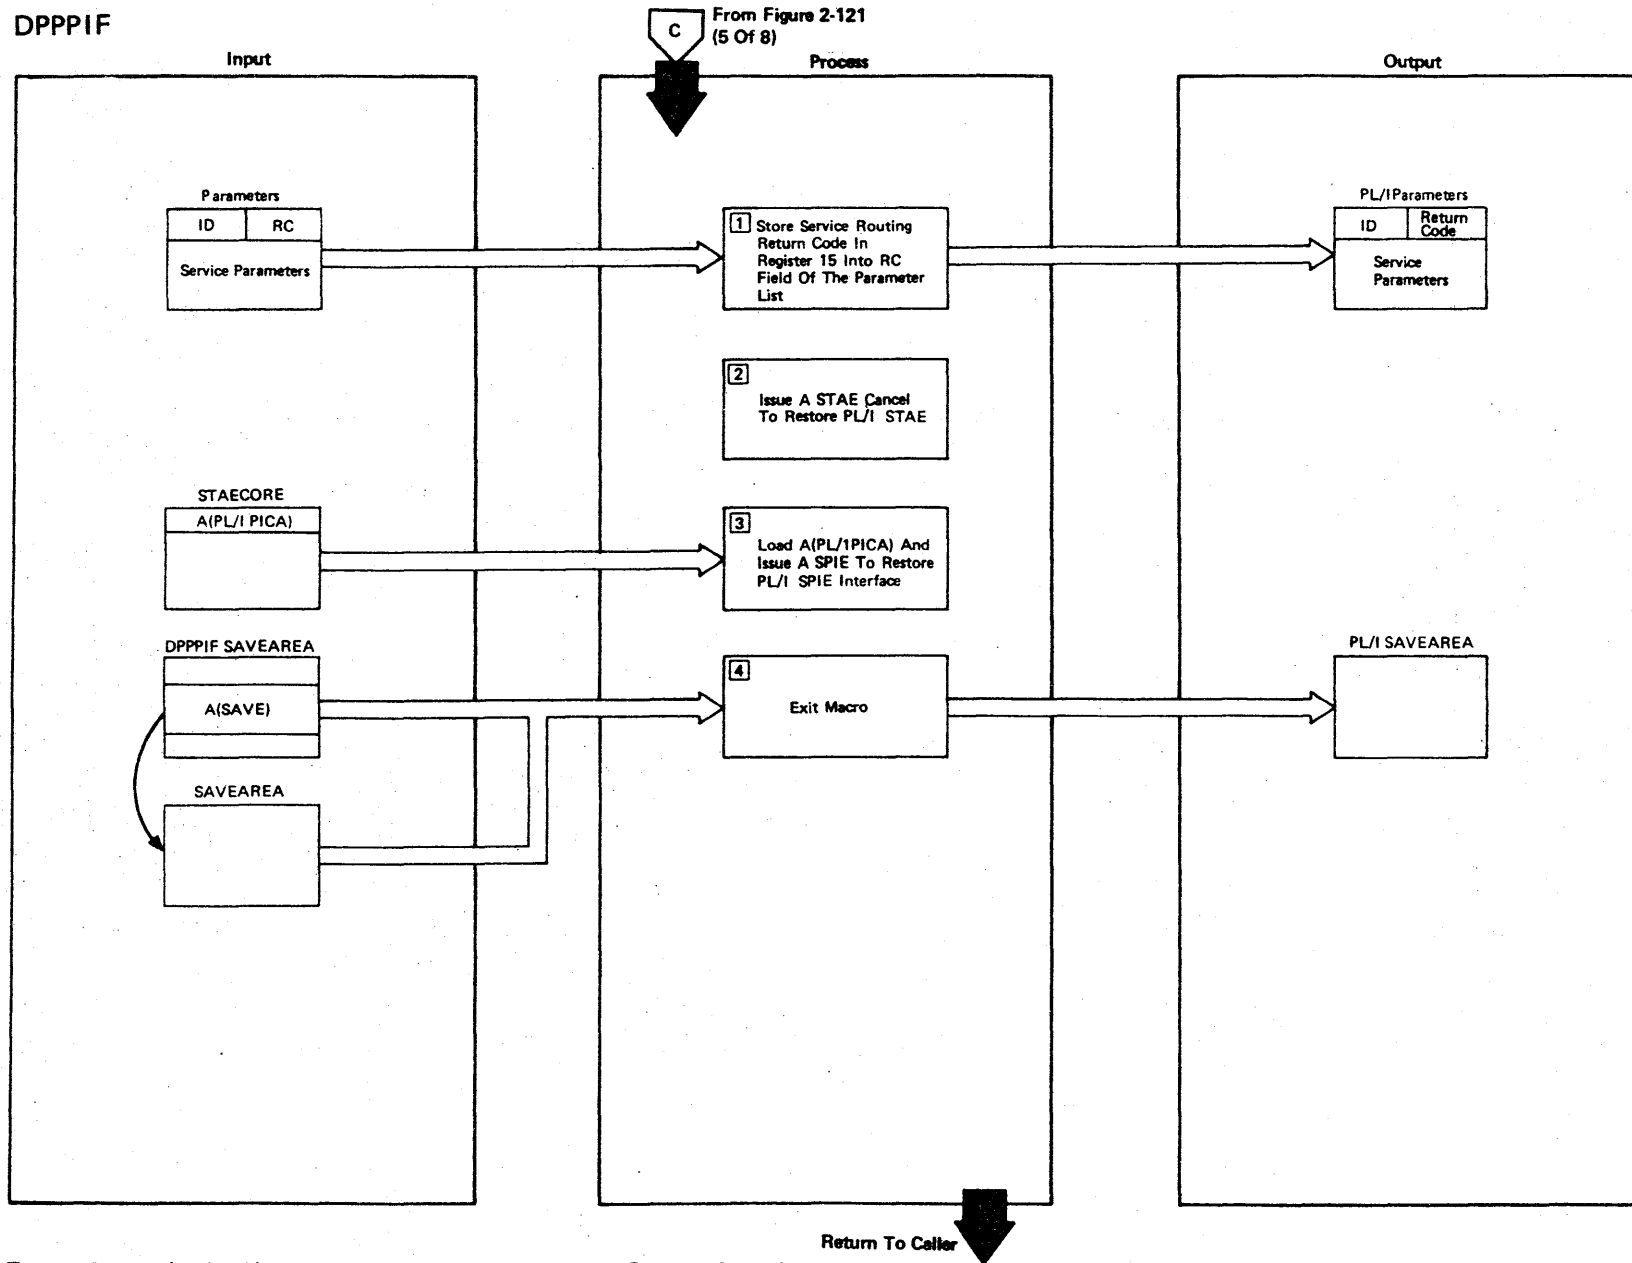 DPPPIF
C
From Figure 2-121
(5 Of 8)
Input
Process
Output
Parameters
ID
RC
Service Parameters
1 Store Service Routing
Return Code In
Register 15 Into RC
Field Of The Parameter
List
PL/I Parameters
ID
Return
Code
Service
Parameters
2
Issue A STAE Cancel
To Restore PL/I STAE
STAECORE
A(PL/I PICA)
3
Load A(PL/1PICA) And
Issue A SPIE To Restore
PL/I SPIE Interface
DPPPIF SAVEAREA
A(SAVE)
4
Exit Macro
PL/I SAVEAREA
SAVEAREA
Return To Caller